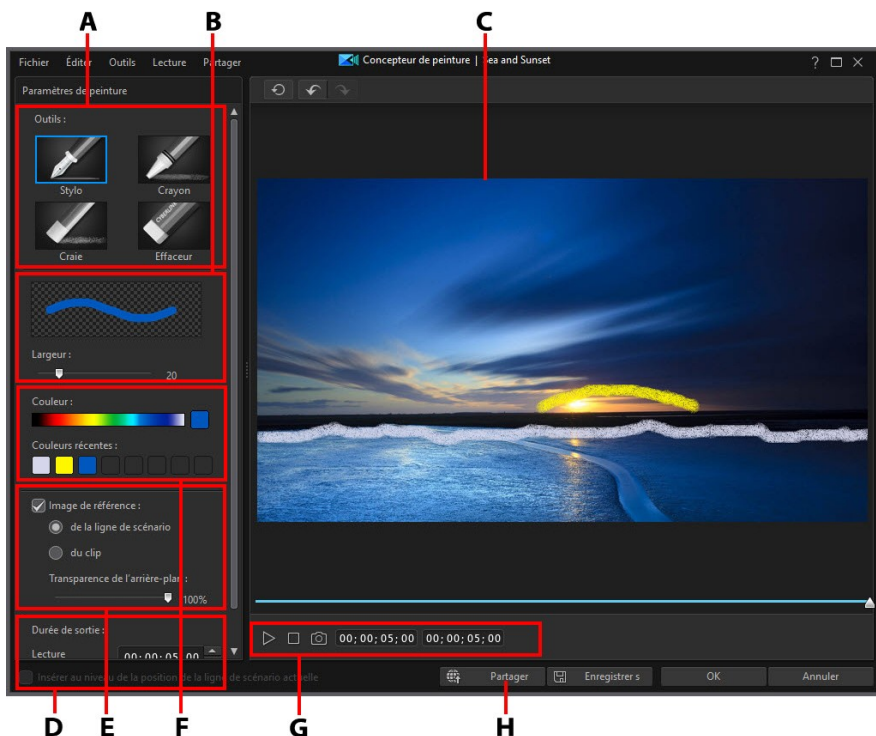 A B C
Fichier Éditer Outils Lecture Partager
Concepteur de peinture | Sea and Sunset
?
Paramètres de peinture
Outils :
Stylo Crayon
Craie Effaceur
CYBERLINK
Largeur :
20
Couleur :
Couleurs récentes :
Image de référence :
de la ligne de scénario
du clip
Transparence de l'arrière-plan :
100%
Durée de sortie :
Lecture 00;00;05;00
00;00;05;00 00;00;05;00
Insérer au niveau de la position de la ligne de scénario actuelle
Partager Enregistrer s OK Annuler
D E F G H